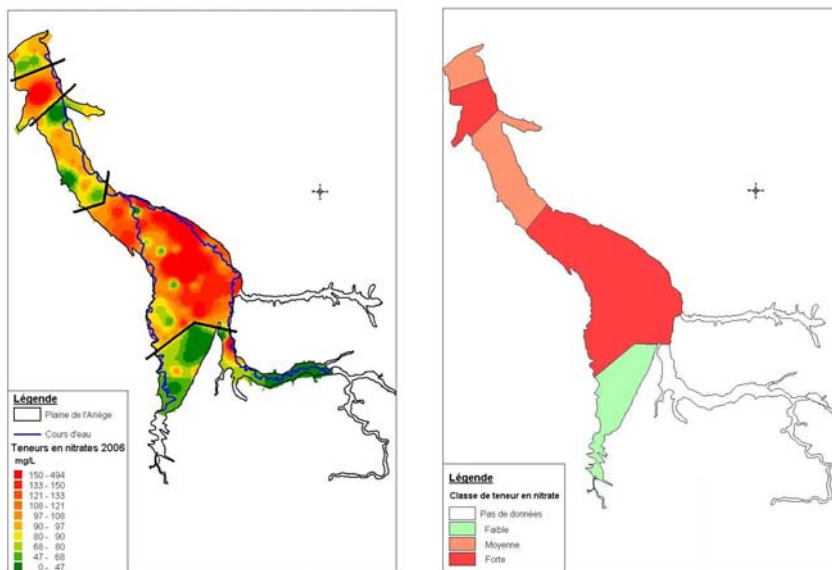 Légende
Plaine de l'Ariège
Cours d'eau
Teneurs en nitrates 2006
mg/L
150 - 494
133 - 150
121 - 133
108 - 121
97 - 108
90 - 97
80 - 90
68 - 80
47 - 68
0 - 47
Légende
Classe de teneur en nitrate
Pas de données
Faible
Moyenne
Forte